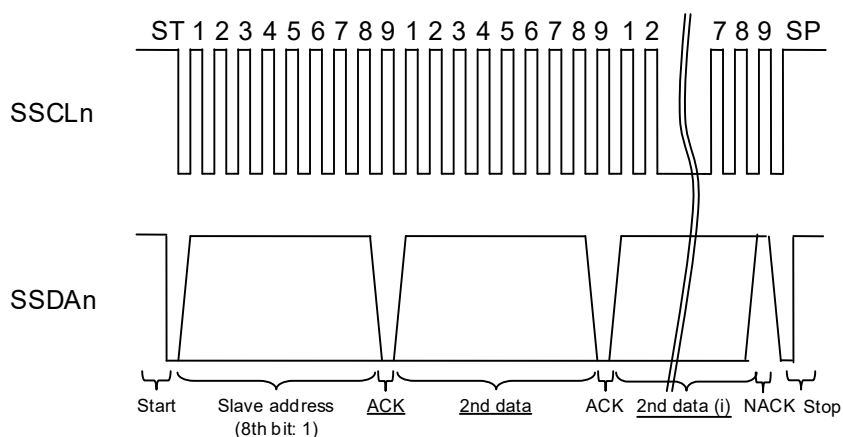 ST 1 2 3 4 5 6 7 8 9 1 2 3 4 5 6 7 8 9 1 2 7 8 9 SP
SSCLn
SSDAn
Start Slave address ACK 2nd data ACK 2nd data (i) NACK Stop
(8th bit: 1)